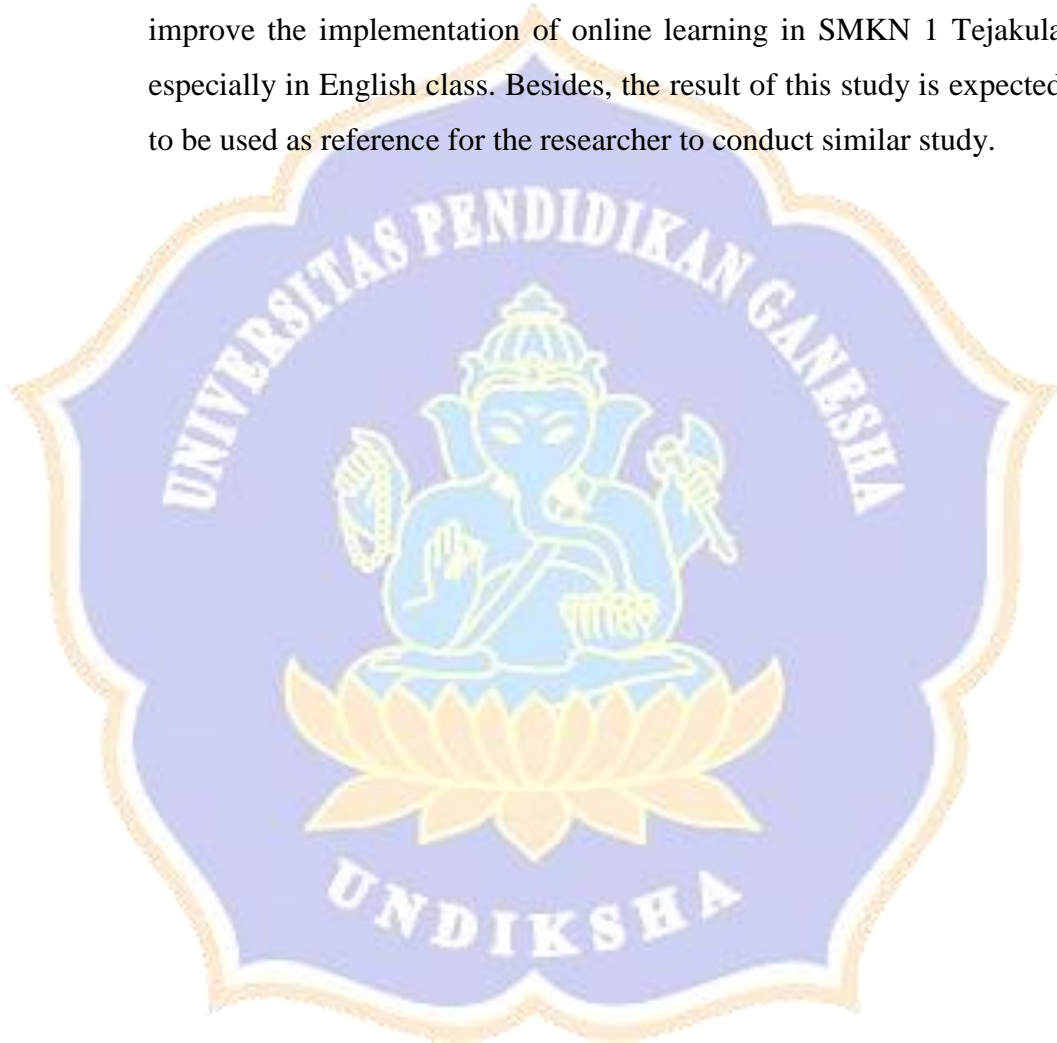 improve the implementation of online learning in SMKN 1 Tejakula
especially in English class. Besides, the result of this study is expected
to be used as reference for the researcher to conduct similar study.
UNIVERSITAS PENDIDIKAN GANESHA
UNDIKSHA